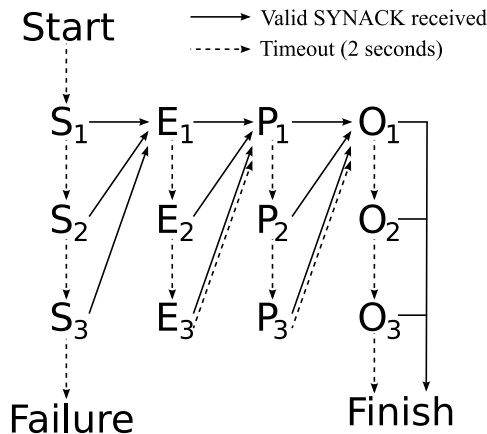 Start
Valid SYNACK received
Timeout (2 seconds)
S1 E1 P1 O1
S2 E2 P2 O2
S3 E3 P3 O3
Failure
Finish